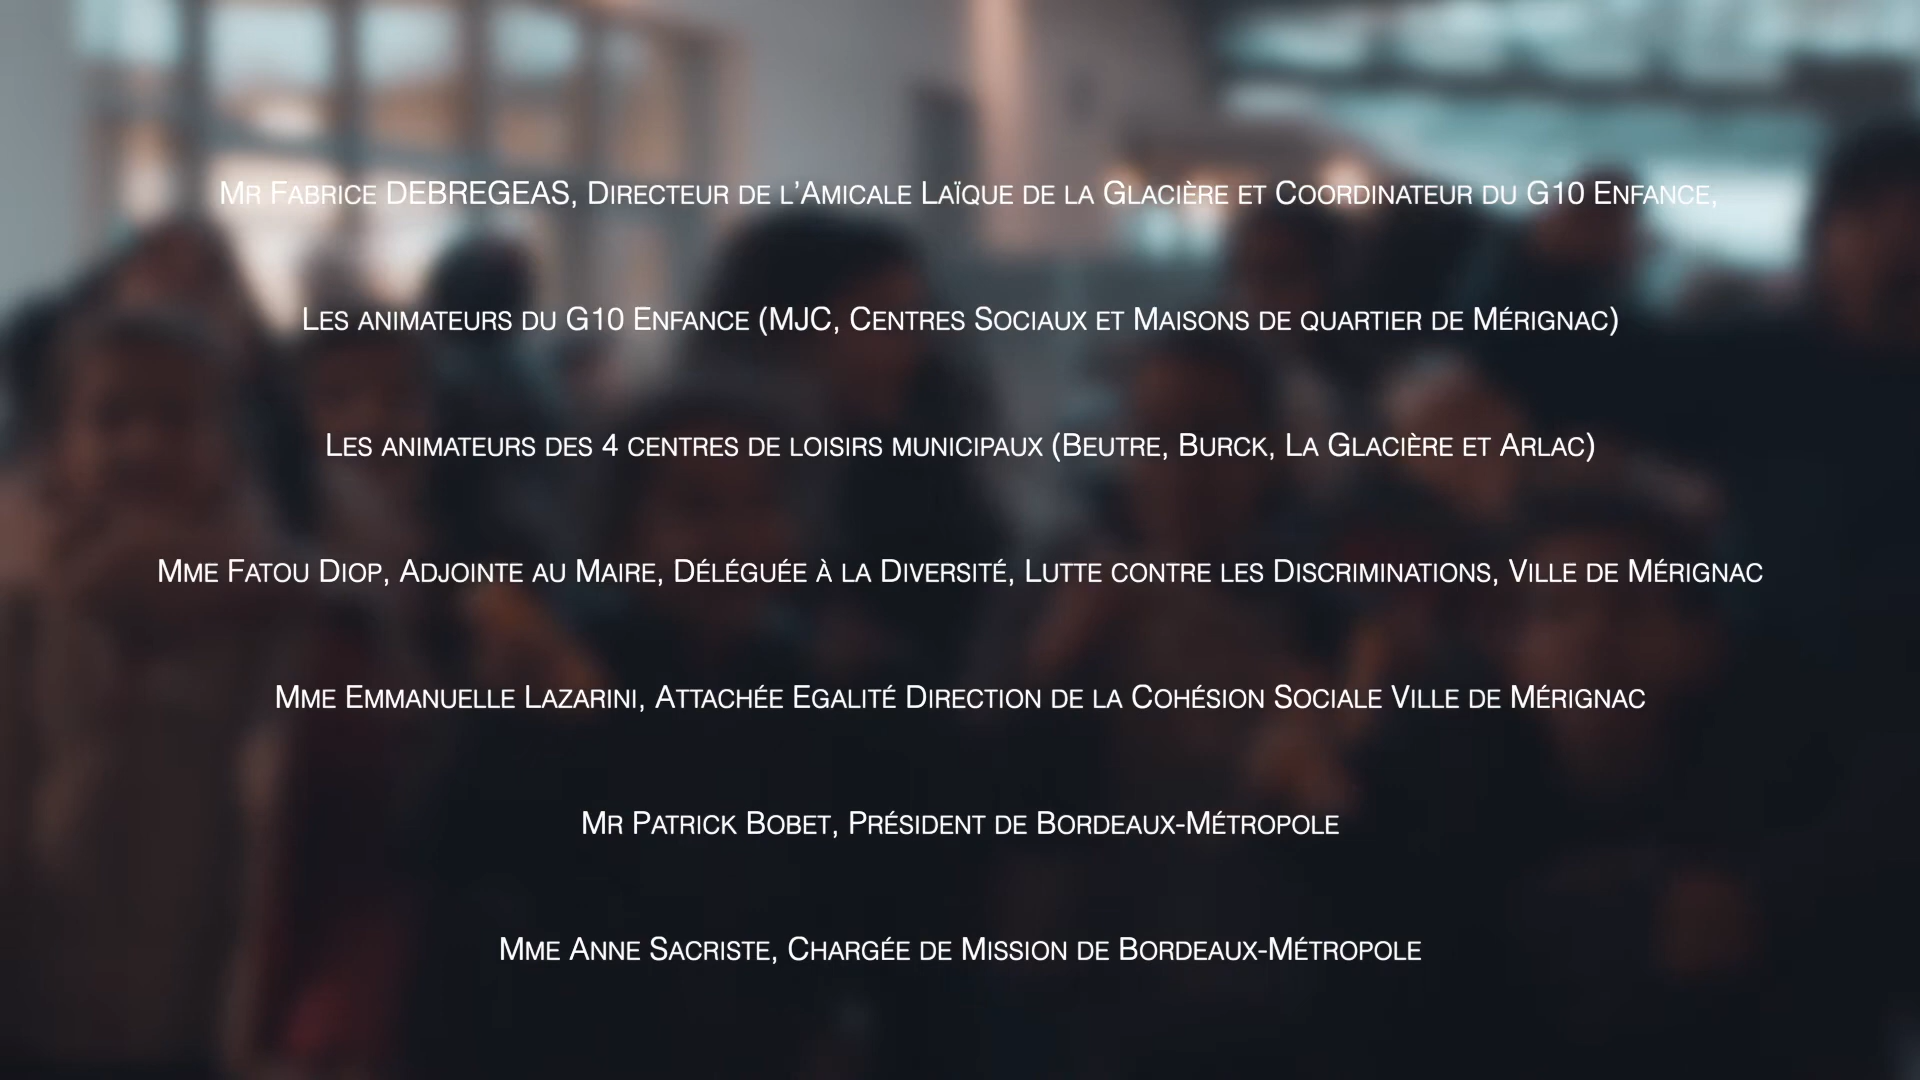 Mr Fabrice DEBREGEAS, Directeur de l’Amicale Laïque de la Glacière et Coordinateur du G10 Enfance,
Les animateurs du G10 Enfance (MJC, Centres Sociaux et Maisons de quartier de Mérignac)
Les animateurs des 4 centres de loisirs municipaux (Beutre, Burck, La Glacière et Arlac)
Mme Fatou Diop, Adjointe au Maire, Déléguée à la Diversité, Lutte contre les Discriminations, Ville de Mérignac
Mme Emmanuelle Lazarini, Attachée Egalité Direction de la Cohésion Sociale Ville de Mérignac
Mr Patrick Bobet, Président de Bordeaux-Métropole
Mme Anne Sacriste, Chargée de Mission de Bordeaux-Métropole